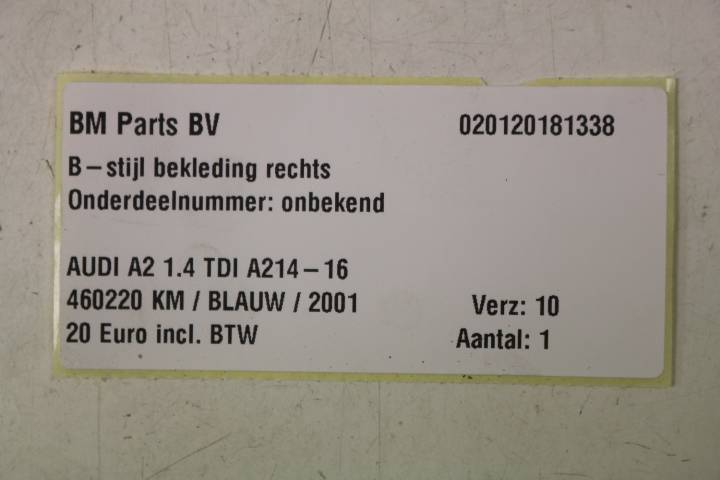 BM Parts BV 020120181338
B-stijl bekleding rechts
Onderdeelnummer: onbekend
AUDI A2 1.4 TDI A214-16
460220 KM / BLAUW / 2001 Verz: 10
20 Euro incl. BTW Aantal: 1